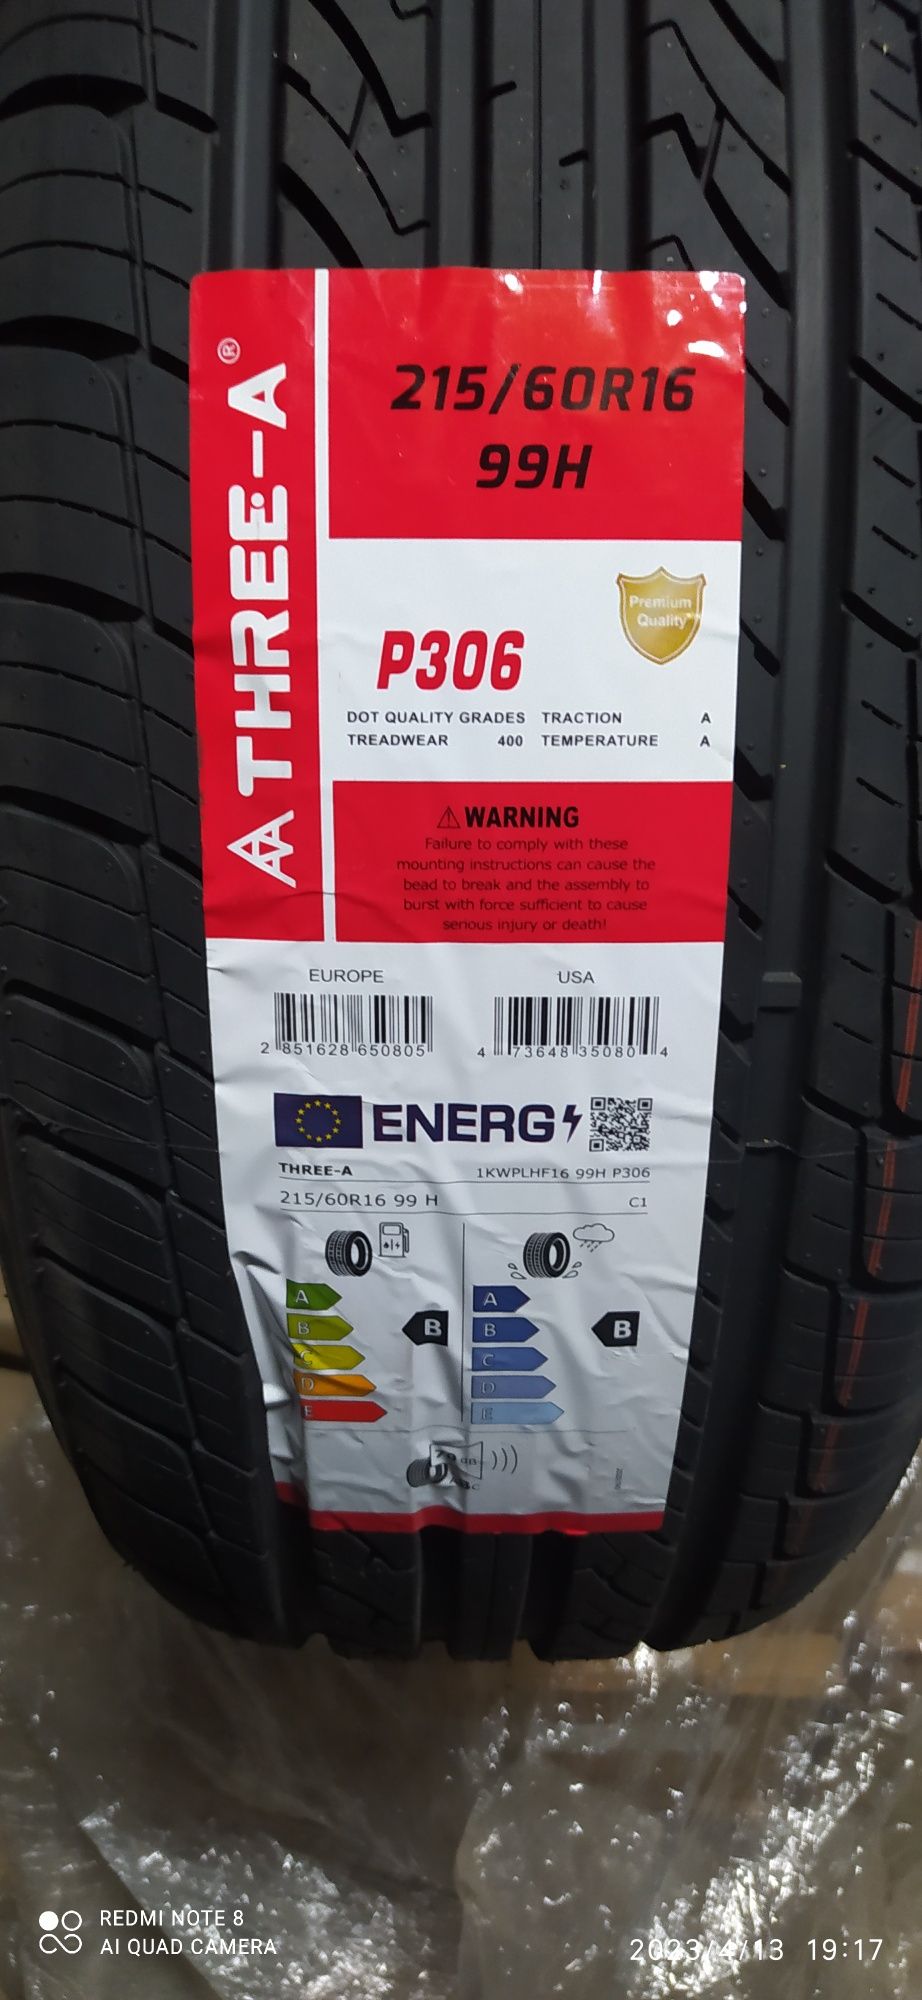 THREE-A®
215/60R16
99H
Premium
Quality
P306
DOT QUALITY GRADES TRACTION A
TREADWEAR 400 TEMPERATURE A
WARNING
Failure to comply with these
mounting instructions can cause the
bead to break and the assembly to
burst with force sufficient to cause
serious injury or death!
EUROPE USA
2 851628 650805 4 73648 35080 4
ENERG
THREE-A 1KWPLHF16 99H P306
215/60R16 99 H C1
A A
B B B B
C C
D D
E E
dB
REDMI NOTE 8
AI QUAD CAMERA
2023/4/13 19:17